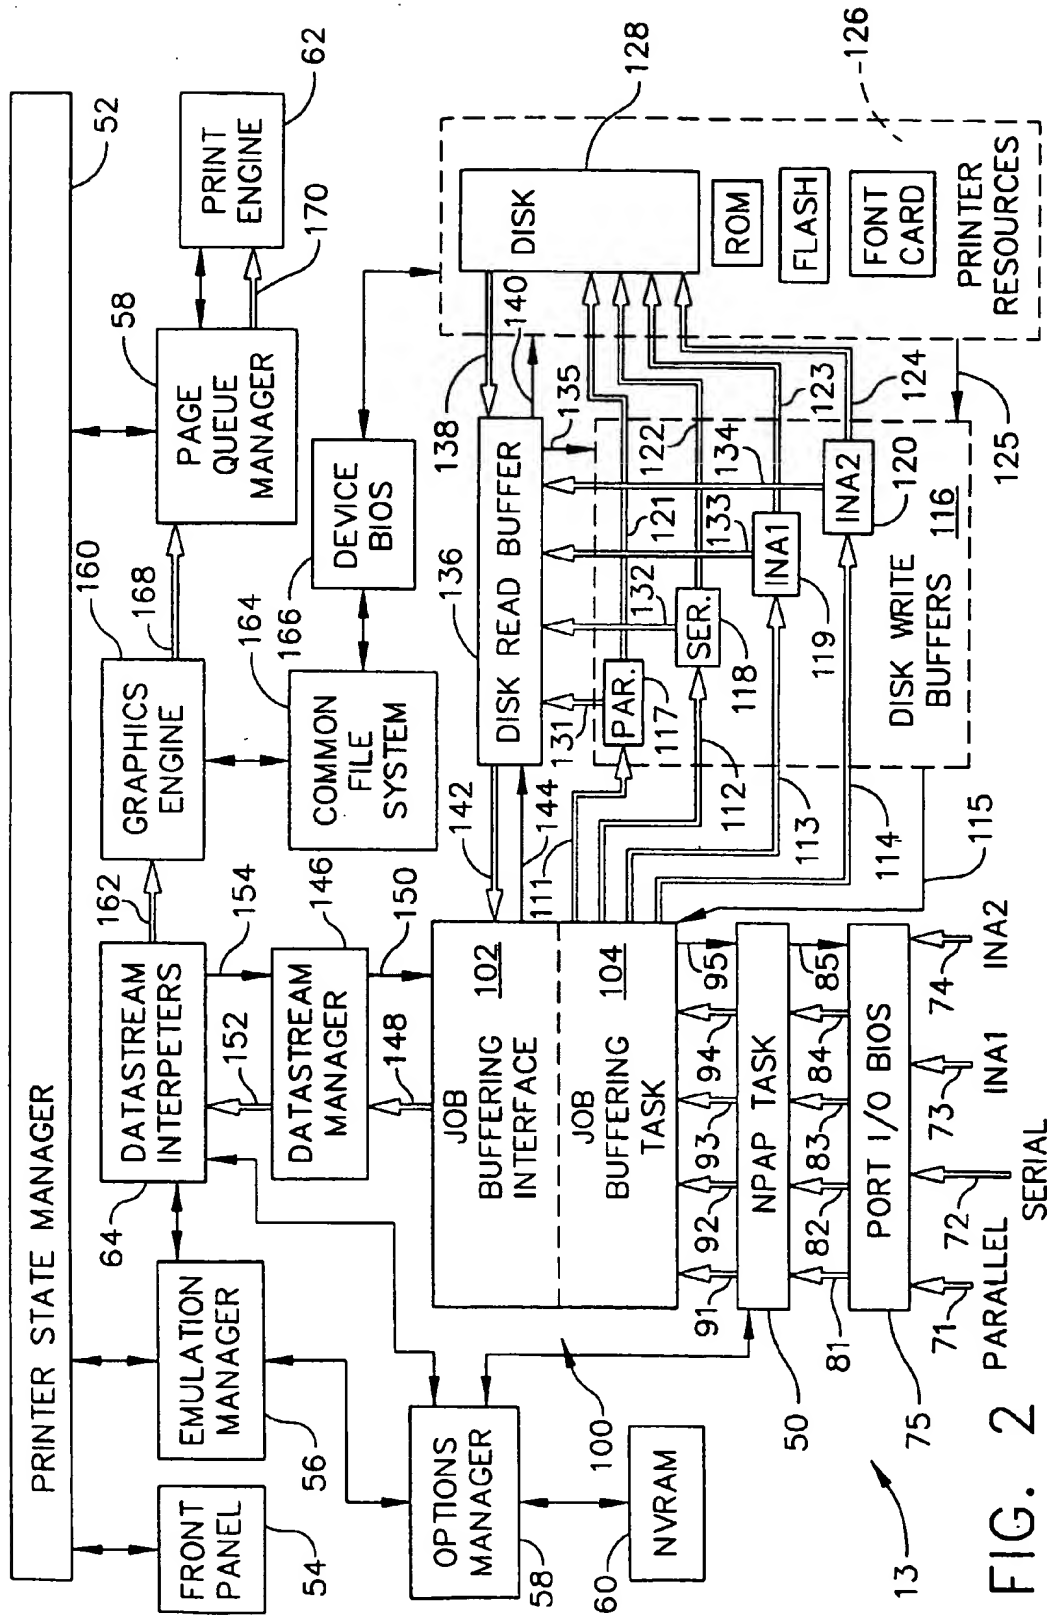 PRINTER STATE MANAGER
52
FRONT
PANEL
54
EMULATION
MANAGER
56
DATASTREAM
INTERPETERS
64
162
GRAPHICS
ENGINE
160
168
PAGE
QUEUE
MANAGER
58
PRINT
ENGINE
62
170
152
154
DATASTREAM
MANAGER
146
148
150
COMMON
FILE
SYSTEM
164
DEVICE
BIOS
166
OPTIONS
MANAGER
58
NVRAM
60
100
JOB
BUFFERING
INTERFACE
102
JOB
BUFFERING
TASK
104
142
144
DISK READ BUFFER
136
138
140
135
DISK
128
ROM
FLASH
FONT
CARD
PRINTER
RESOURCES
126
111
112
113
114
115
PAR.
117
SER.
118
INA1
119
INA2
120
131
132
133
134
121
122
123
124
125
DISK WRITE
BUFFERS
116
91
92
93
94
95
NPAP TASK
50
81
82
83
84
85
PORT I/O BIOS
75
71
72
73
74
PARALLEL
SERIAL
INA1
INA2
13
FIG. 2